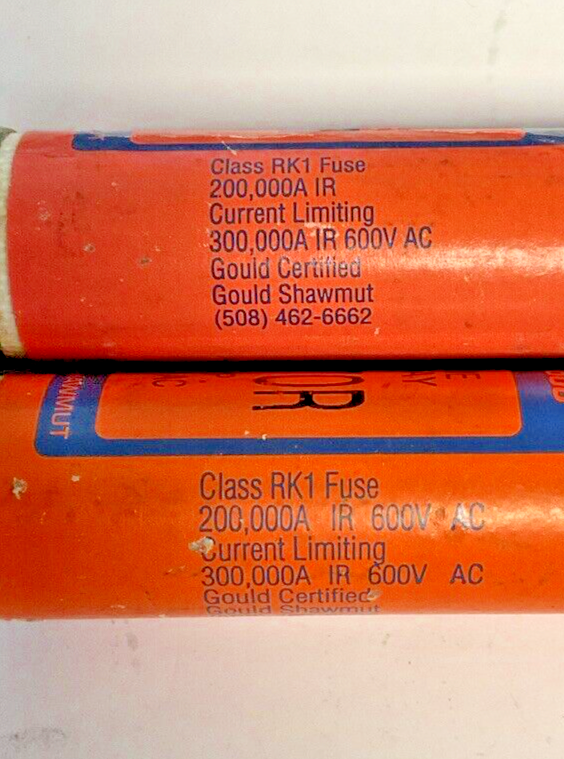 Class RK1 Fuse
200,000A IR
Current Limiting
300,000A IR 600V AC
Gould Certified
Gould Shawmut
(508) 462-6662
OR
Class RK1 Fuse
200,000A IR 600V AC
Current Limiting
300,000A IR 600V AC
Gould Certified
Gould Shawmut